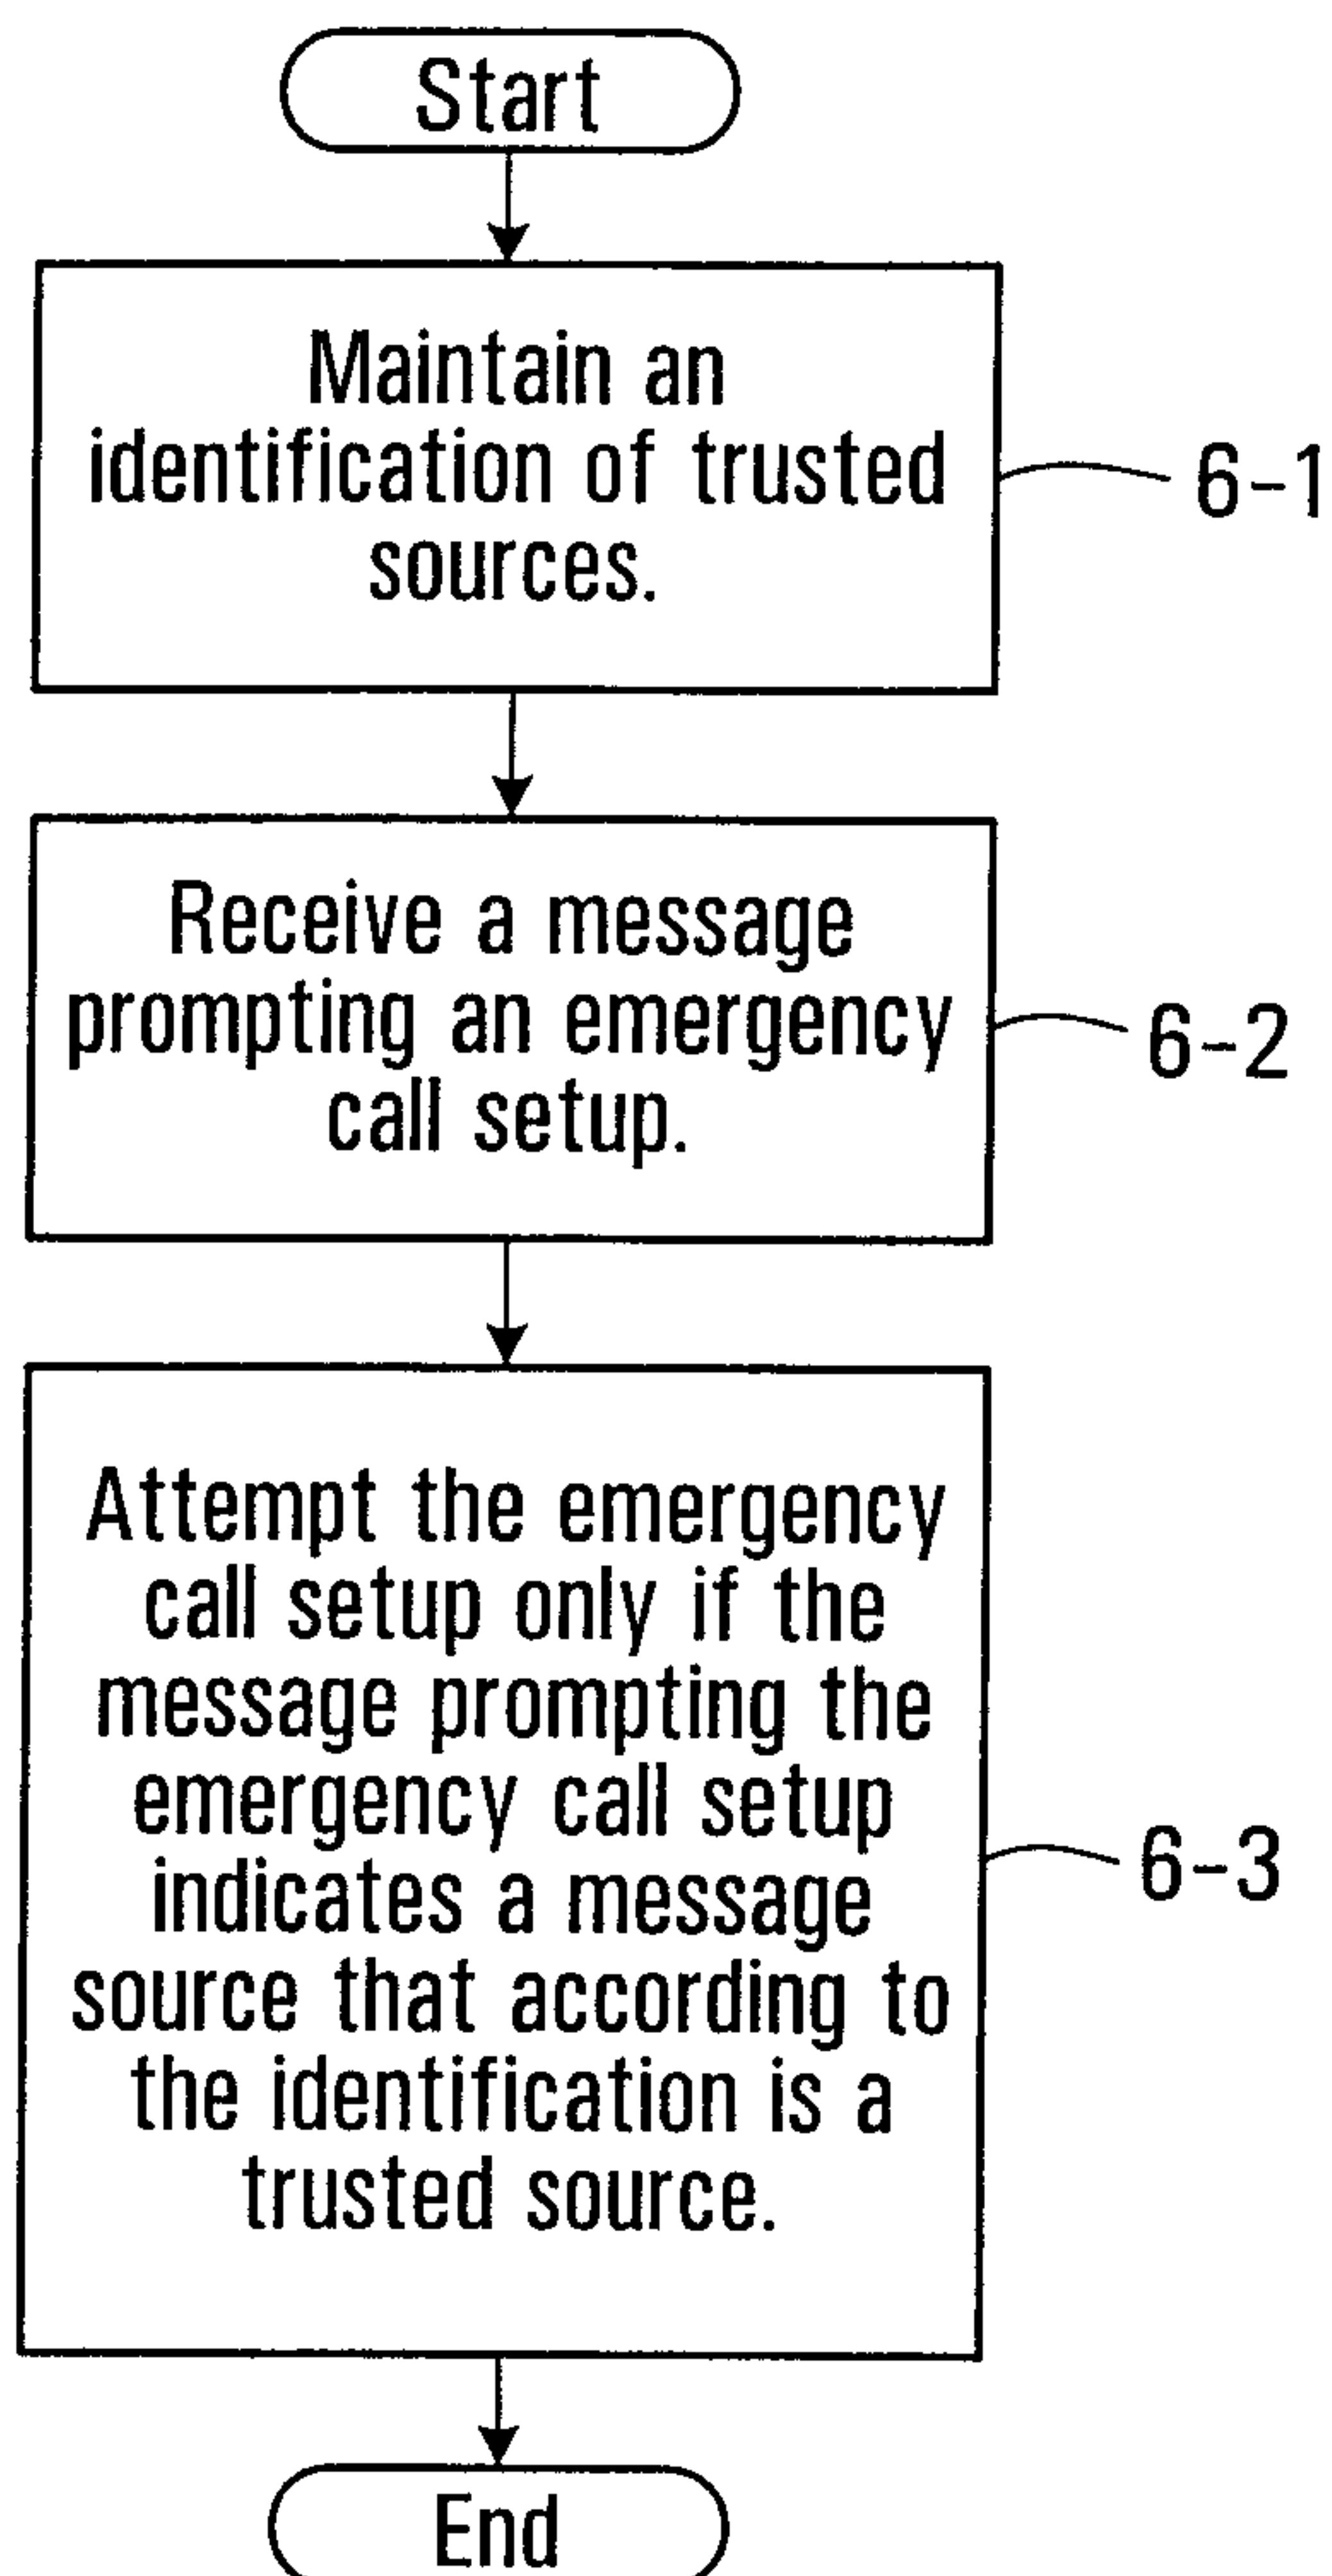 Start
Maintain an
identification of trusted
sources.
6-1
Receive a message
prompting an emergency
call setup.
6-2
Attempt the emergency
call setup only if the
message prompting the
emergency call setup
indicates a message
source that according to
the identification is a
trusted source.
6-3
End